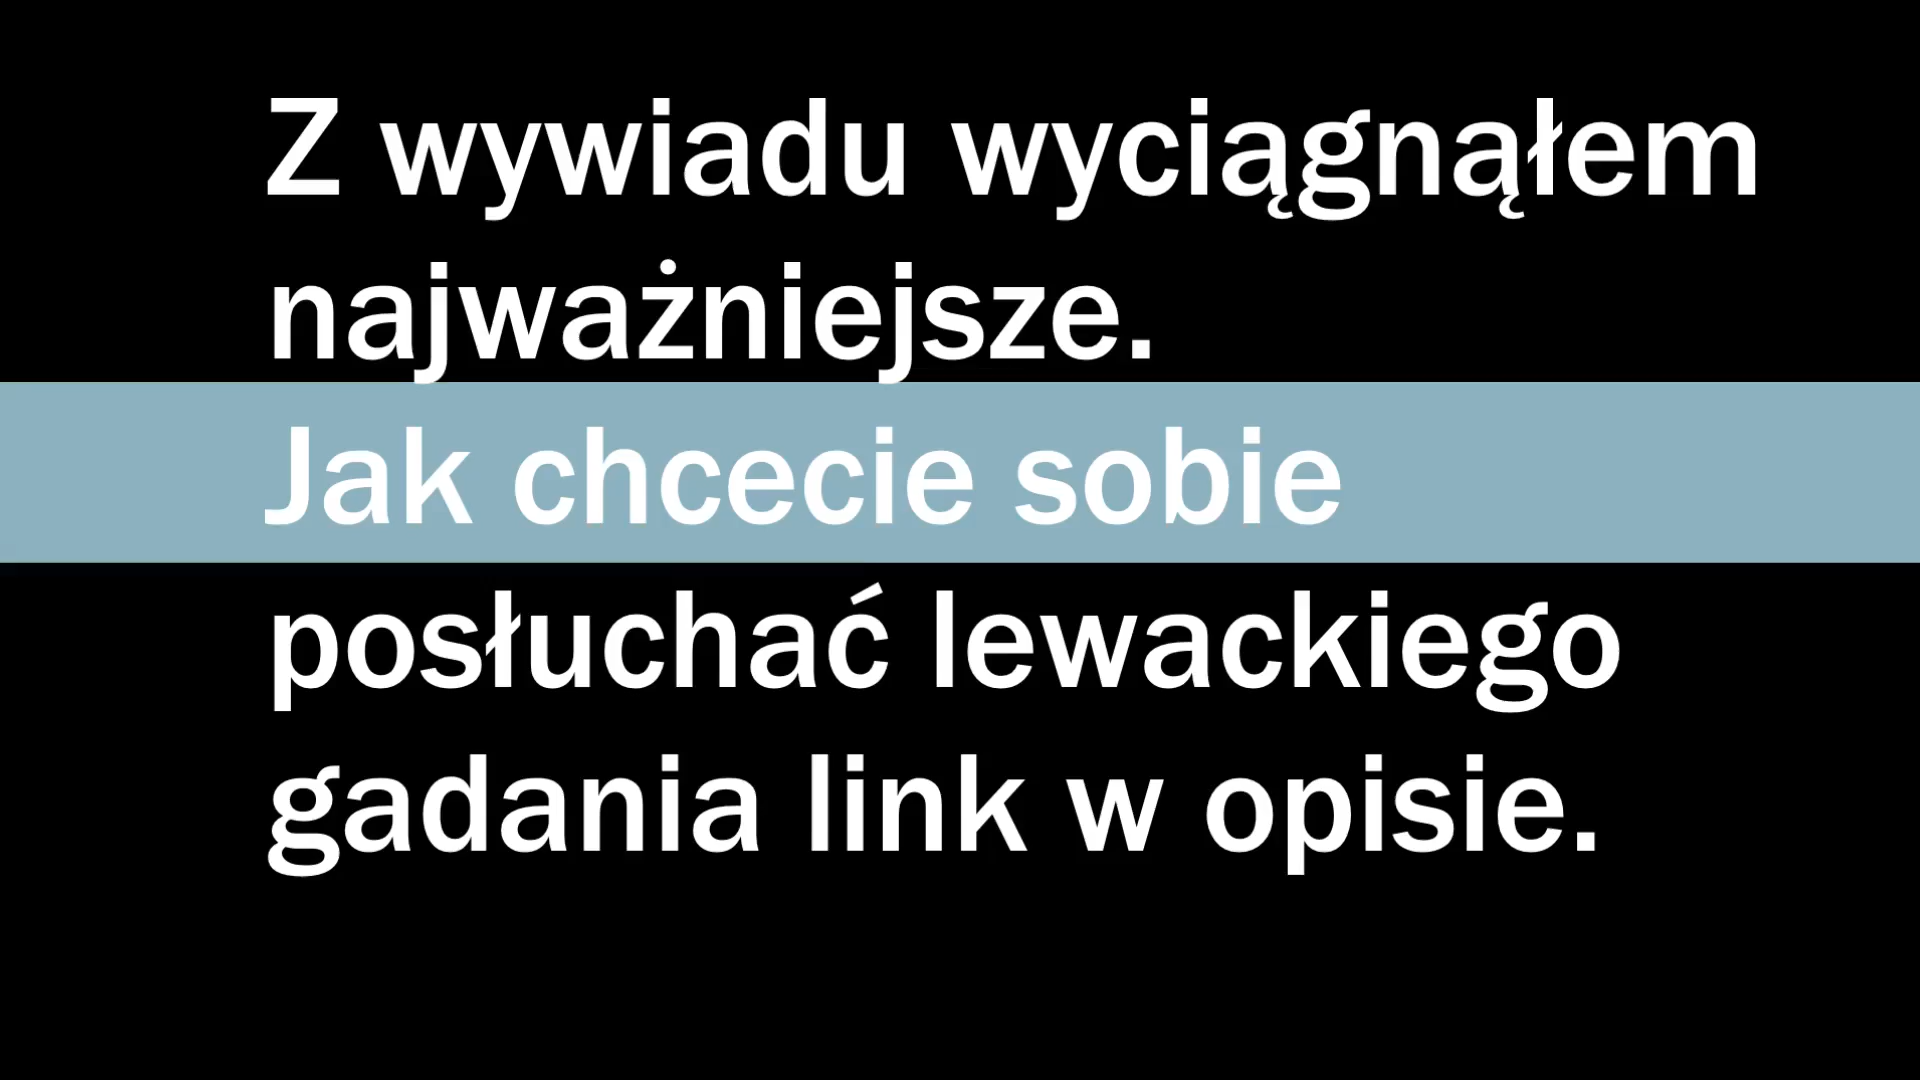 Z wywiadu wyciągnąłem
najważniejsze.
Jak chcecie sobie
posłuchać lewackiego
gadania link w opisie.